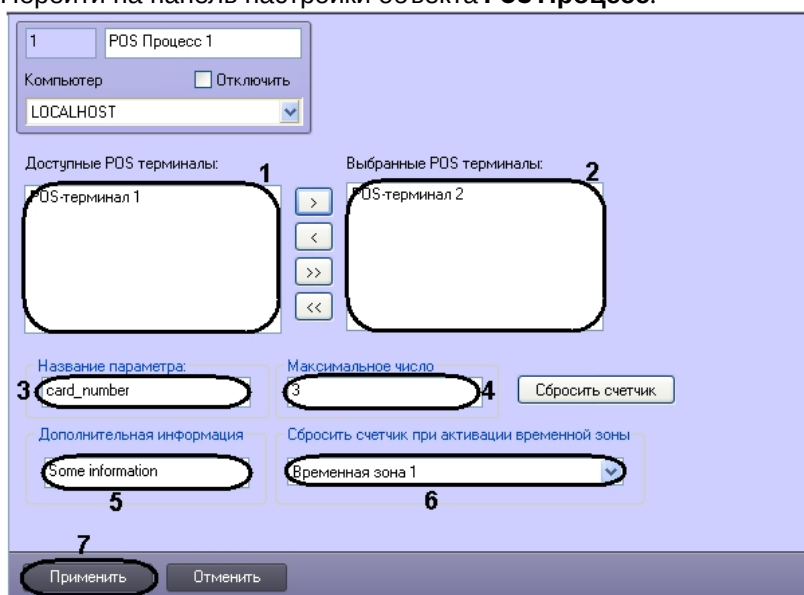 Перейти на панель настройки объекта POS Процесс.
1 POS Процесс 1
Компьютер Отключить
LOCALHOST
Доступные POS терминалы: 1 Выбранные POS терминалы: 2
POS-терминал 1 > POS-терминал 2
<
>>
<<
Название параметра: Максимальное число
3 card_number 3 4 Сбросить счетчик
Дополнительная информация Сбросить счетчик при активации временной зоны
Some information Временная зона 1
5 6
7
Применить Отменить